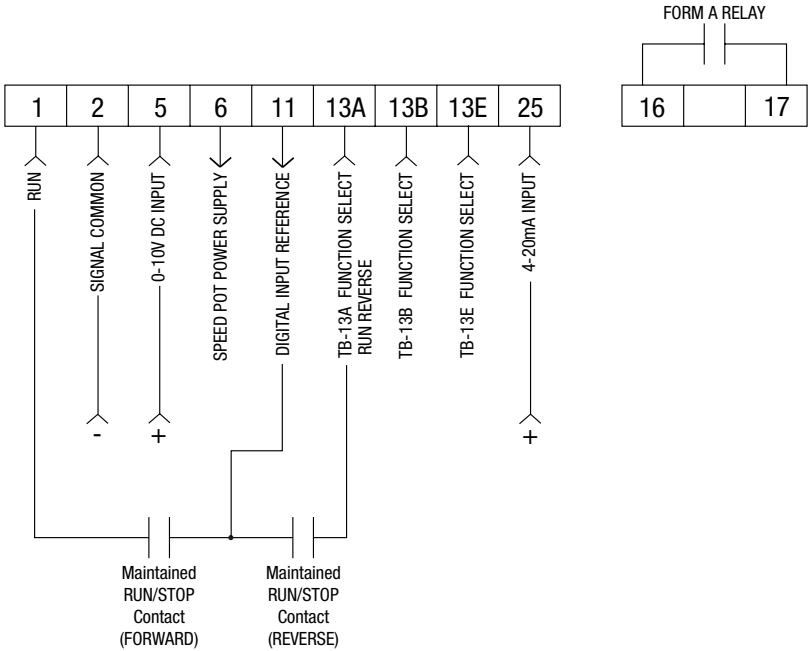 FORM A RELAY
1 2 5 6 11 13A 13B 13E 25
16 17
RUN
SIGNAL COMMON
0-10V DC INPUT
SPEED POT POWER SUPPLY
DIGITAL INPUT REFERENCE
TB-13A FUNCTION SELECT
RUN REVERSE
TB-13B FUNCTION SELECT
TB-13E FUNCTION SELECT
4-20mA INPUT
- + +
Maintained
RUN/STOP
Contact
(FORWARD)
Maintained
RUN/STOP
Contact
(REVERSE)